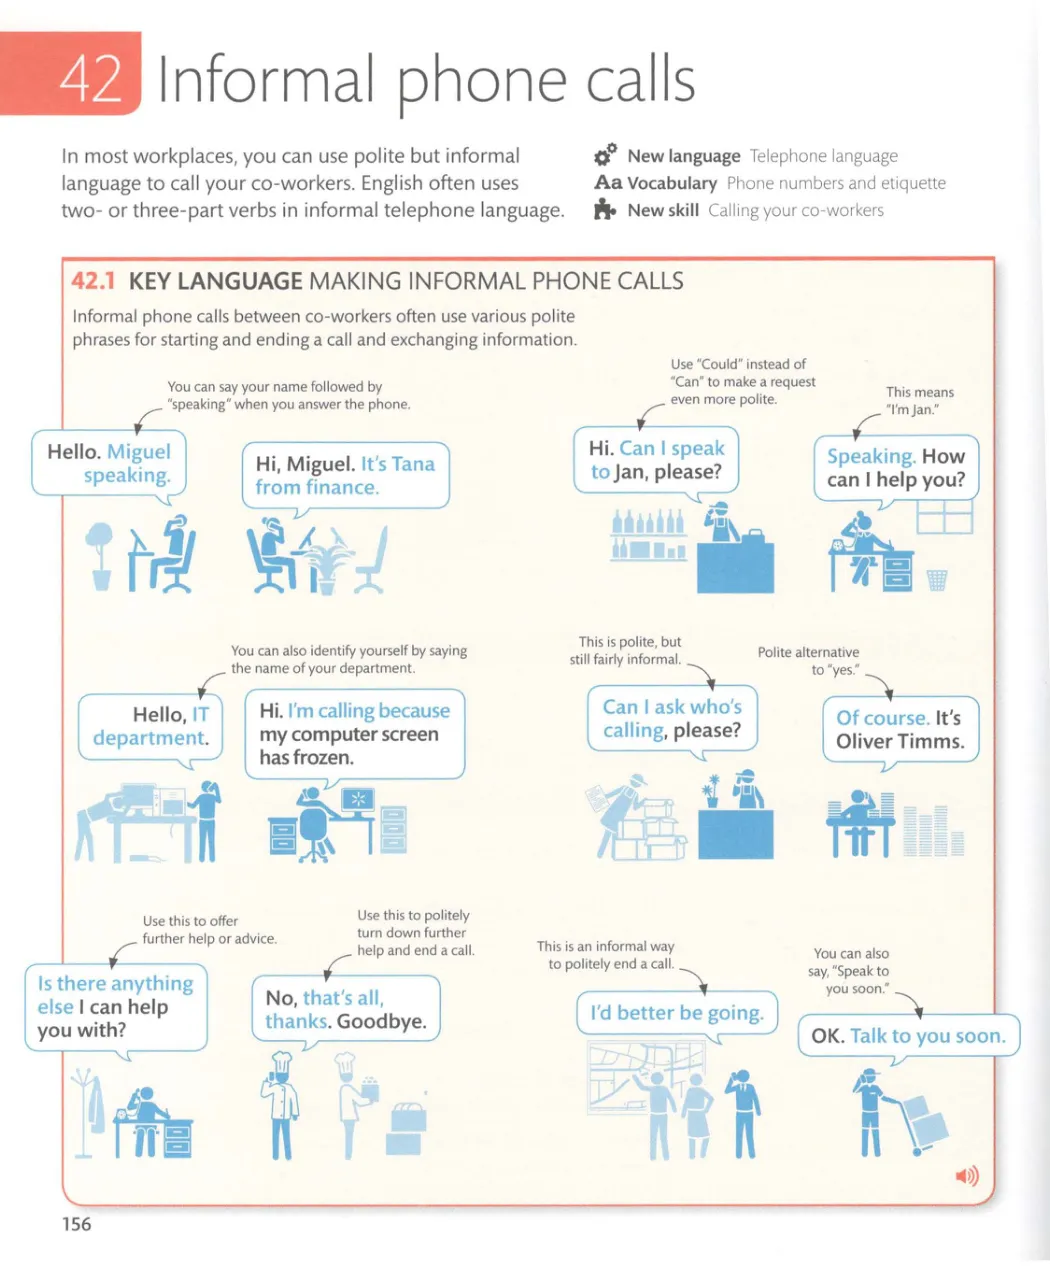 42 Informal phone calls
In most workplaces, you can use polite but informal
language to call your co-workers. English often uses
two- or three-part verbs in informal telephone language.
New language Telephone language
Aa Vocabulary Phone numbers and etiquette
New skill Calling your co-workers
42.1 KEY LANGUAGE MAKING INFORMAL PHONE CALLS
Informal phone calls between co-workers often use various polite
phrases for starting and ending a call and exchanging information.
You can say your name followed by
"speaking" when you answer the phone.
Hello. Miguel
speaking.
Hi, Miguel. It's Tana
from finance.
Use "Could" instead of
"Can" to make a request
even more polite.
Hi. Can I speak
to Jan, please?
This means
"I'm Jan."
Speaking. How
can I help you?
You can also identify yourself by saying
the name of your department.
Hello, IT
department.
Hi. I'm calling because
my computer screen
has frozen.
This is polite, but
still fairly informal.
Can I ask who's
calling, please?
Polite alternative
to "yes."
Of course. It's
Oliver Timms.
Use this to offer
further help or advice.
Is there anything
else I can help
you with?
Use this to politely
turn down further
help and end a call.
No, that's all,
thanks. Goodbye.
This is an informal way
to politely end a call.
I'd better be going.
You can also
say, "Speak to
you soon."
OK. Talk to you soon.
156